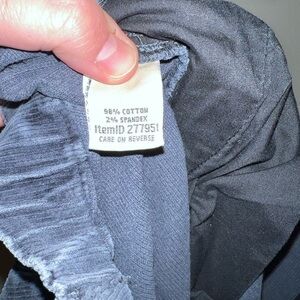 98% COTTON
2% SPANDEX
ItemID 277951
CARE ON REVERSE